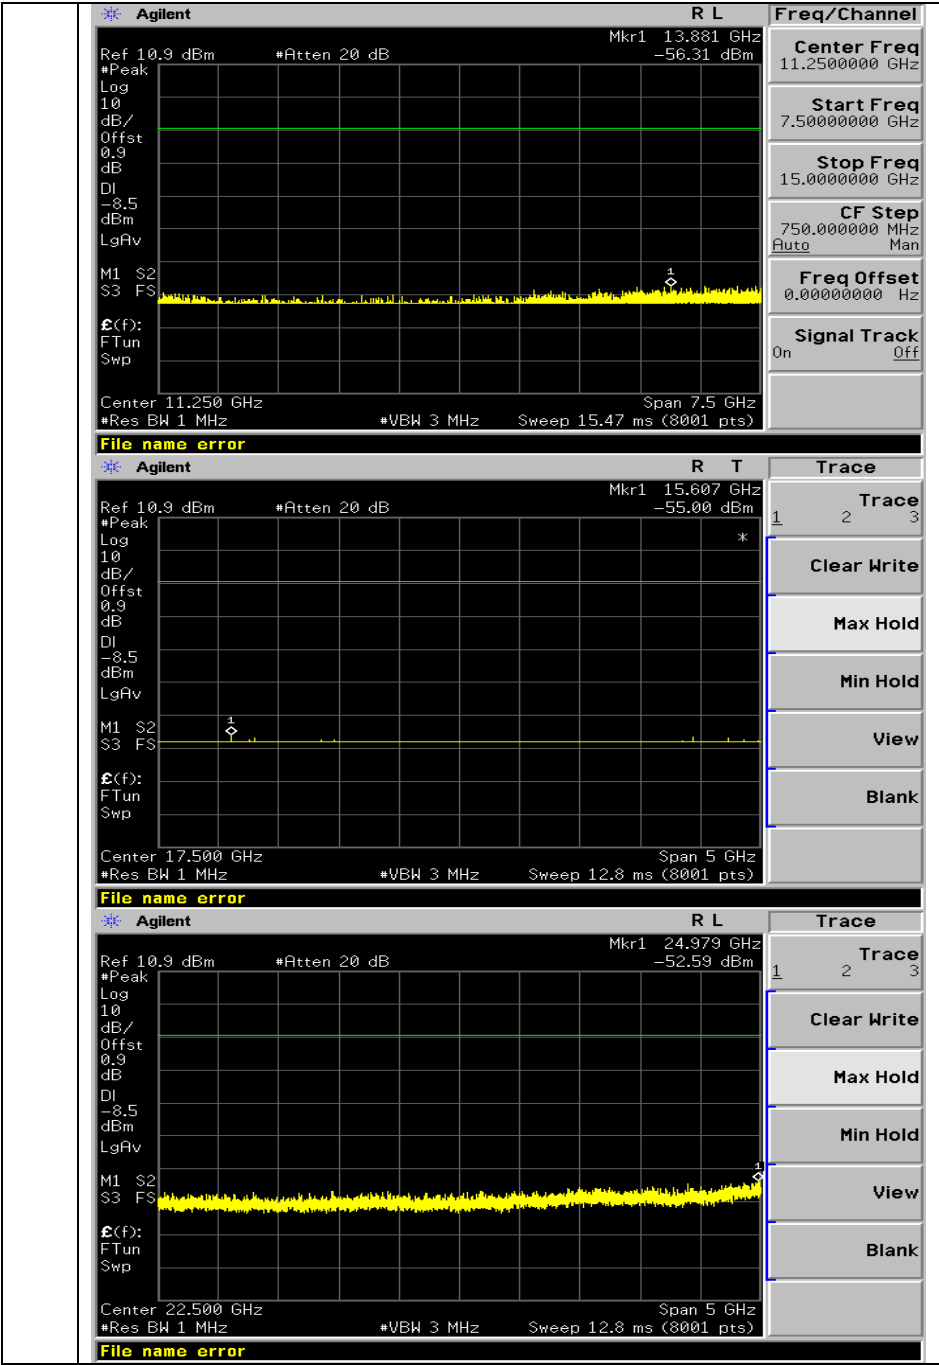 Agilent R L Freq/Channel
Mkr1 13.881 GHz
Ref 10.9 dBm #Atten 20 dB -56.31 dBm
#Peak
Log
10
dB/
Offst
0.9
dB
DI
-8.5
dBm
LgAv
M1 S2
S3 FS
1
£(f):
FTun
Swp
Center 11.250 GHz Span 7.5 GHz
#Res BW 1 MHz #VBW 3 MHz Sweep 15.47 ms (8001 pts)
Center Freq
11.2500000 GHz
Start Freq
7.50000000 GHz
Stop Freq
15.0000000 GHz
CF Step
750.000000 MHz
Auto Man
Freq Offset
0.00000000 Hz
Signal Track
On Off
File name error
Agilent R T Trace
Mkr1 15.607 GHz
Ref 10.9 dBm #Atten 20 dB -55.00 dBm
#Peak
Log
10
dB/
Offst
0.9
dB
DI
-8.5
dBm
LgAv
M1 S2
S3 FS
*
1
£(f):
FTun
Swp
Center 17.500 GHz Span 5 GHz
#Res BW 1 MHz #VBW 3 MHz Sweep 12.8 ms (8001 pts)
Trace
1 2 3
Clear Write
Max Hold
Min Hold
View
Blank
File name error
Agilent R L Trace
Mkr1 24.979 GHz
Ref 10.9 dBm #Atten 20 dB -52.59 dBm
#Peak
Log
10
dB/
Offst
0.9
dB
DI
-8.5
dBm
LgAv
M1 S2
S3 FS
1
£(f):
FTun
Swp
Center 22.500 GHz Span 5 GHz
#Res BW 1 MHz #VBW 3 MHz Sweep 12.8 ms (8001 pts)
Trace
1 2 3
Clear Write
Max Hold
Min Hold
View
Blank
File name error